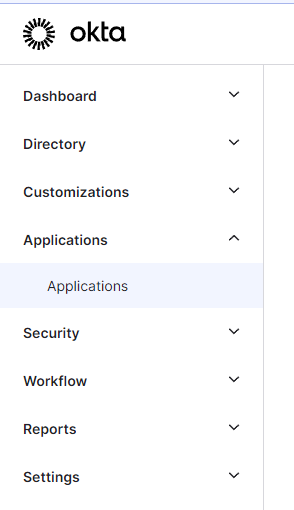 okta
Dashboard
Directory
Customizations
Applications
Applications
Security
Workflow
Reports
Settings